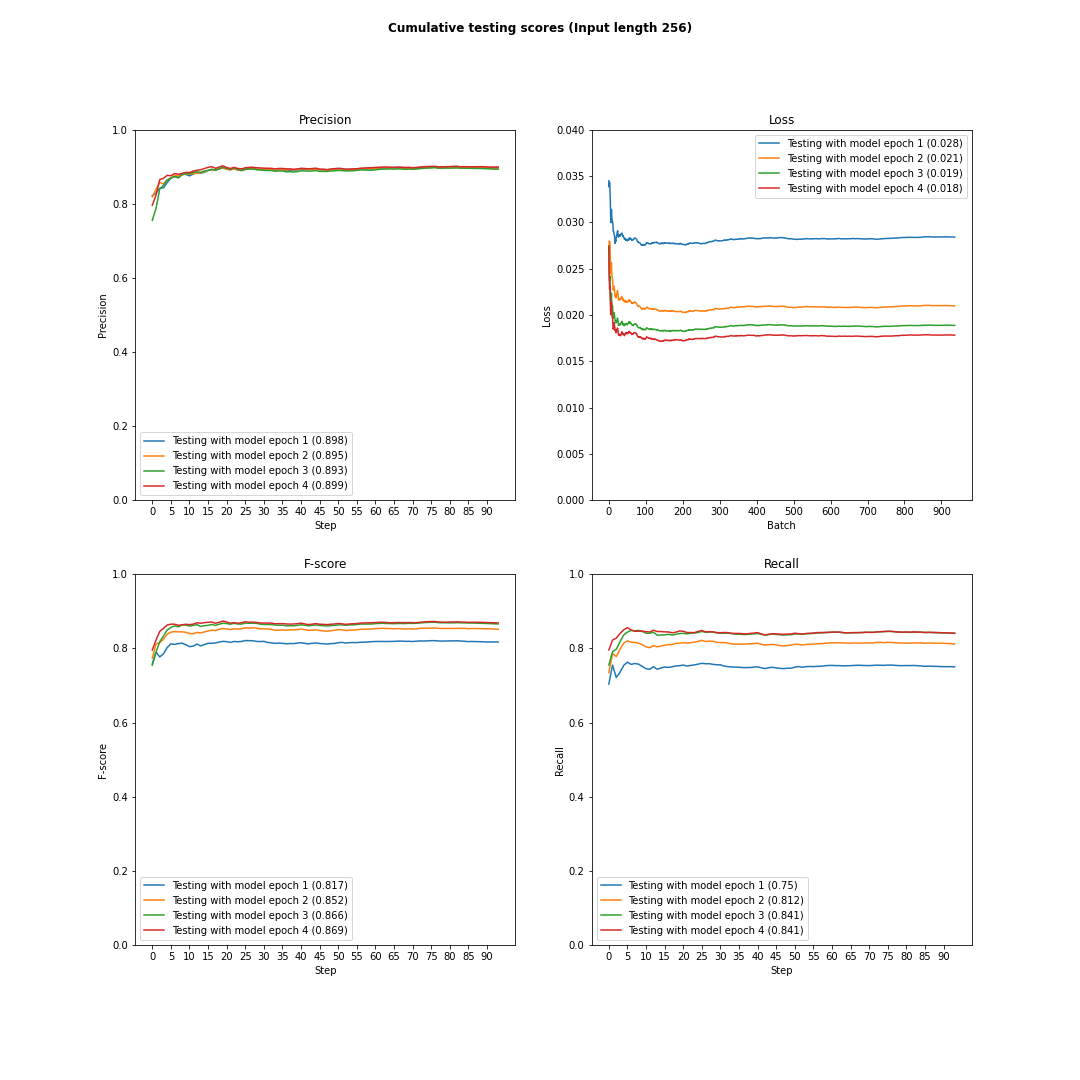 Cumulative testing scores (Input length 256)
Precision
1.0
0.8
0.6
0.4
0.2
0.0
Precision
Testing with model epoch 1 (0.898)
Testing with model epoch 2 (0.895)
Testing with model epoch 3 (0.893)
Testing with model epoch 4 (0.899)
0 5 10 15 20 25 30 35 40 45 50 55 60 65 70 75 80 85 90
Step
Loss
0.040
0.035
0.030
0.025
0.020
0.015
0.010
0.005
0.000
Loss
Testing with model epoch 1 (0.028)
Testing with model epoch 2 (0.021)
Testing with model epoch 3 (0.019)
Testing with model epoch 4 (0.018)
0 100 200 300 400 500 600 700 800 900
Batch
F-score
1.0
0.8
0.6
0.4
0.2
0.0
F-score
Testing with model epoch 1 (0.817)
Testing with model epoch 2 (0.852)
Testing with model epoch 3 (0.866)
Testing with model epoch 4 (0.869)
0 5 10 15 20 25 30 35 40 45 50 55 60 65 70 75 80 85 90
Step
Recall
1.0
0.8
0.6
0.4
0.2
0.0
Recall
Testing with model epoch 1 (0.75)
Testing with model epoch 2 (0.812)
Testing with model epoch 3 (0.841)
Testing with model epoch 4 (0.841)
0 5 10 15 20 25 30 35 40 45 50 55 60 65 70 75 80 85 90
Step